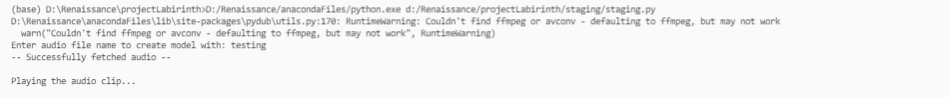 (base) D:\Renaissance\projectLabirinth>D:/Renaissance/anacondaFiles/python.exe d:/Renaissance/projectLabirinth/staging/staging.py
D:\Renaissance\anacondaFiles\lib\site-packages\pydub\utils.py:170: RuntimeWarning: Couldn't find ffmpeg or avconv - defaulting to ffmpeg, but may not work
  warn("Couldn't find ffmpeg or avconv - defaulting to ffmpeg, but may not work", RuntimeWarning)
Enter audio file name to create model with: testing
-- Successfully fetched audio --
Playing the audio clip...